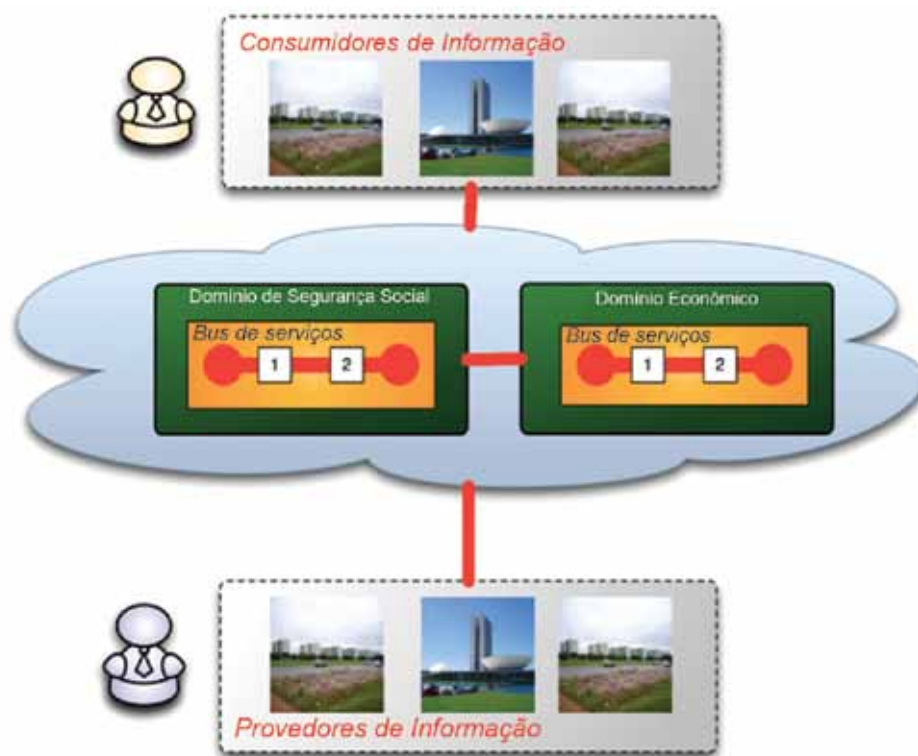 Consumidores de Informação
Domínio de Segurança Social
Bus de serviços
1 2
Domínio Econômico
Bus de serviços
1 2
Provedores de Informação